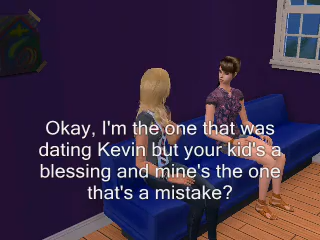 Okay, I'm the one that was
dating Kevin but your kid's a
blessing and mine's the one
that's a mistake?